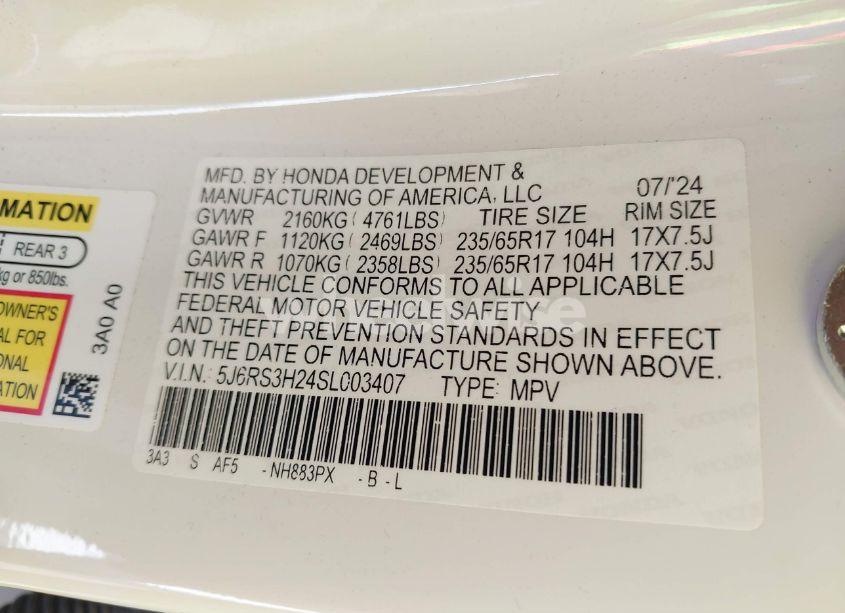 MFD. BY HONDA DEVELOPMENT &
MANUFACTURING OF AMERICA, LLC 07/'24
GVWR 2160KG ( 4761LBS) TIRE SIZE RIM SIZE
GAWR F 1120KG ( 2469LBS) 235/65R17 104H 17X7.5J
GAWR R 1070KG ( 2358LBS) 235/65R17 104H 17X7.5J
THIS VEHICLE CONFORMS TO ALL APPLICABLE
FEDERAL MOTOR VEHICLE SAFETY
AND THEFT PREVENTION STANDARDS IN EFFECT
ON THE DATE OF MANUFACTURE SHOWN ABOVE.
V.I.N.: 5J6RS3H24SL003407 TYPE: MPV
3A3 S AF5 -NH883PX -B-L
MATION
REAR 3
kg or 850lbs.
OWNER'S
AL FOR
ONAL
ATION
3A0 A0